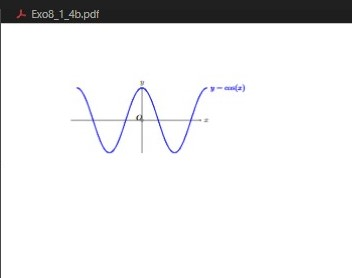 Exo8_1_4b.pdf
y
y = cos(x)
O
x